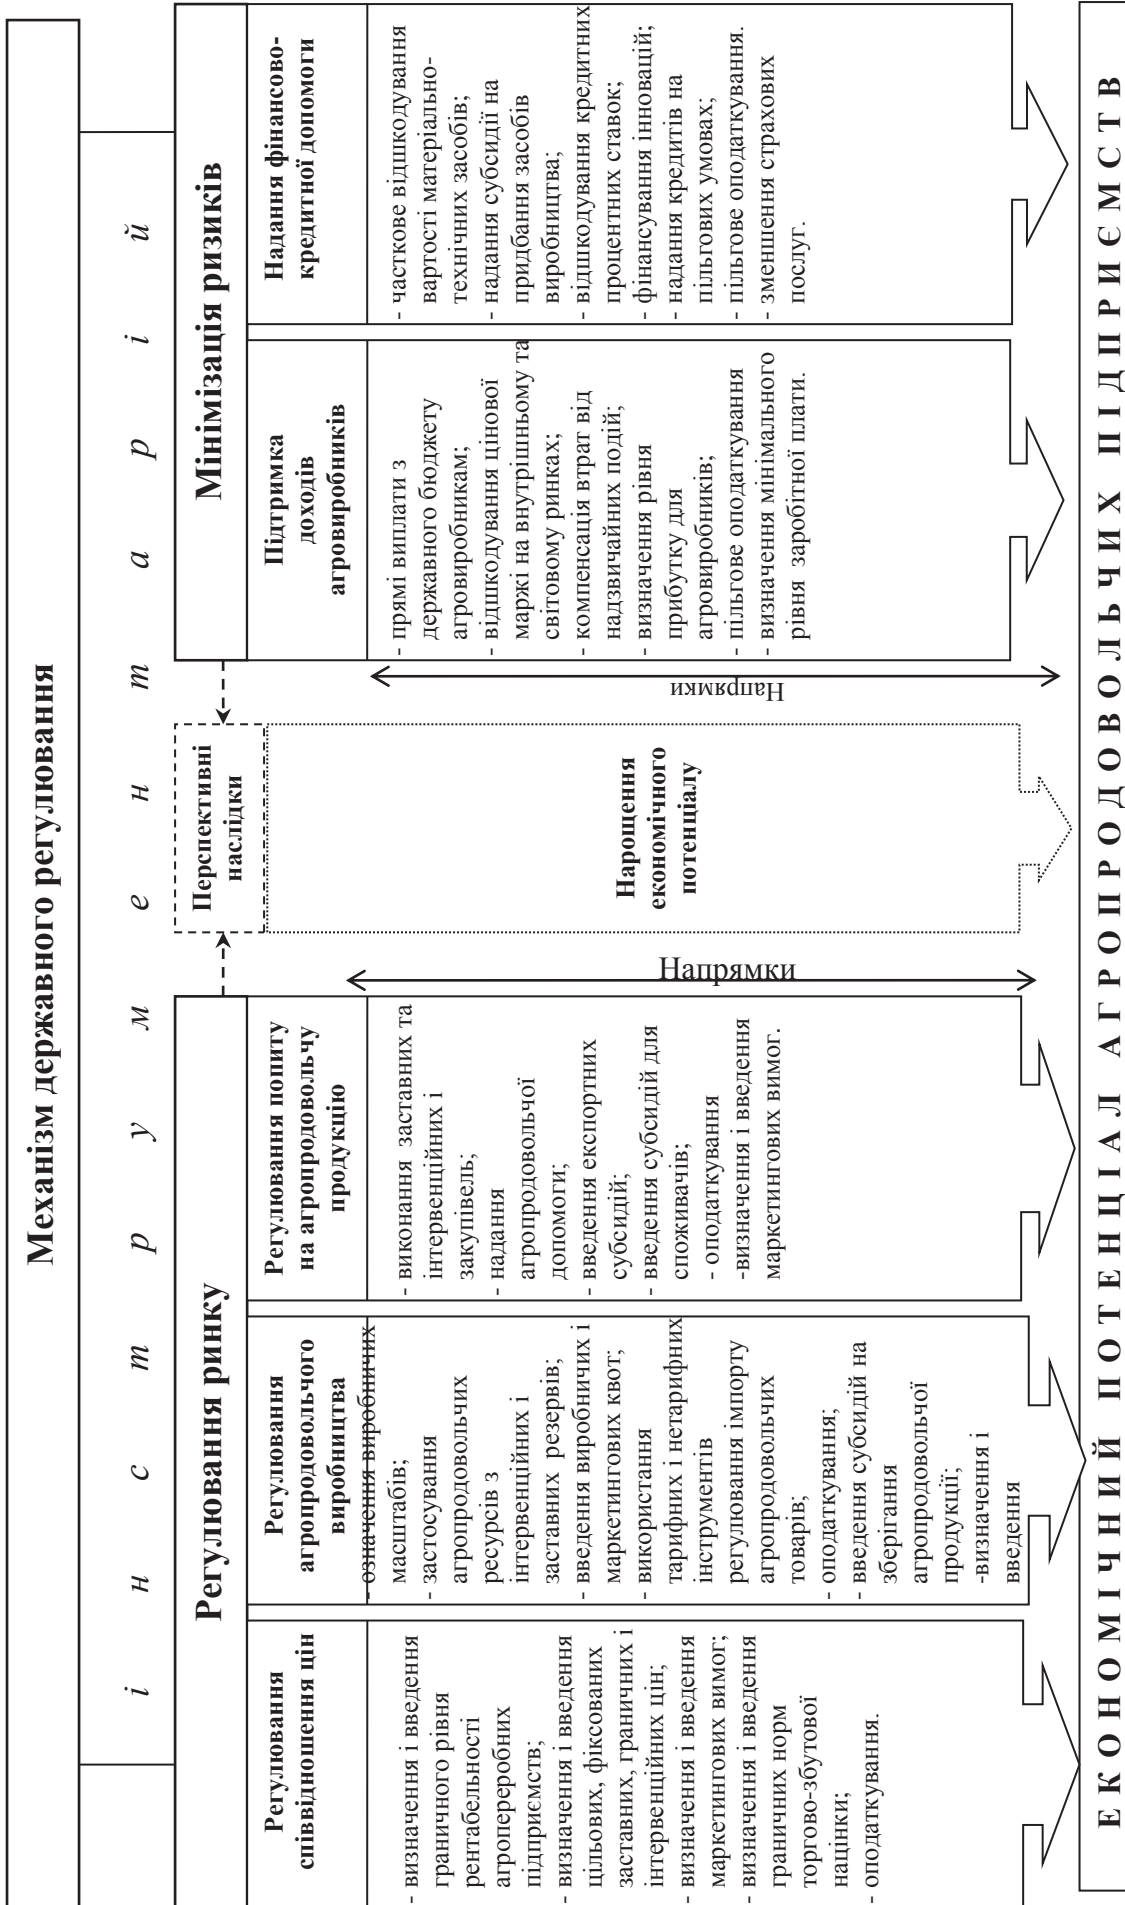 Механізм державного регулювання
і н с т р у м е н т а р і й
Регулювання ринку
Перспективні
наслідки
Мінімізація ризиків
Регулювання
співвідношення цін
- визначення і введення
граничного рівня
рентабельності
агропереробних
підприємств;
- визначення і введення
цільових, фіксованих
заставних, граничних і
інтервенційних цін;
- визначення і введення
маркетингових вимог;
- визначення і введення
граничних норм
торгово-збутової
націнки;
- оподаткування.
Регулювання
агропродовольчого
виробництва
- означення виробничих
масштабів;
- застосування
агропродовольчих
ресурсів з
інтервенційних і
заставних резервів;
- введення виробничих і
маркетингових квот;
- використання
тарифних і нетарифних
інструментів
регулювання імпорту
агропродовольчих
товарів;
- оподаткування;
- введення субсидій на
зберігання
агропродовольчої
продукції;
-визначення і
введення
Регулювання попиту
на агропродовольчу
продукцію
- виконання заставних та
інтервенційних і
закупівель;
- надання
агропродовольчої
допомоги;
- введення експортних
субсидій;
- введення субсидій для
споживачів;
- оподаткування
-визначення і введення
маркетингових вимог.
Напрямки
Нарощення
економічного
потенціалу
Напрямки
Підтримка
доходів
агровиробників
- прямі виплати з
державного бюджету
агровиробникам;
- відшкодування цінової
маржі на внутрішньому та
світовому ринках;
- компенсація втрат від
надзвичайних подій;
- визначення рівня
прибутку для
агровиробників;
- пільгове оподаткування
- визначення мінімального
рівня заробітної плати.
Надання фінансово-
кредитної допомоги
- часткове відшкодування
вартості матеріально-
технічних засобів;
- надання субсидії на
придбання засобів
виробництва;
- відшкодування кредитних
процентних ставок;
- фінансування інновацій;
- надання кредитів на
пільгових умовах;
- пільгове оподаткування.
- зменшення страхових
послуг.
ЕКОНОМІЧНИЙ ПОТЕНЦІАЛ АГРОПРОДОВОЛЬЧИХ ПІДПРИЄМСТВ